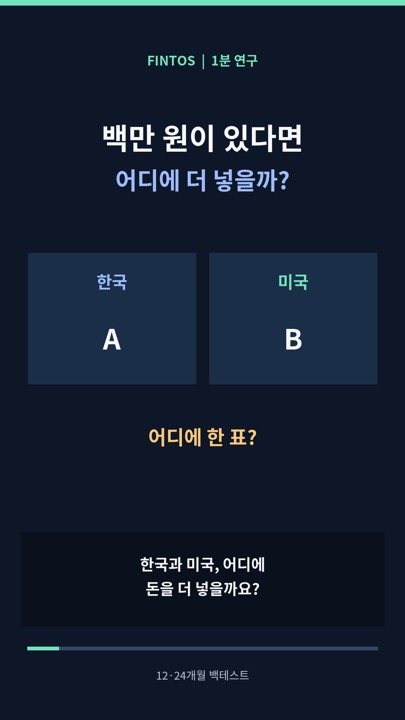 FINTOS | 1분 연구
백만 원이 있다면
어디에 더 넣을까?
한국
미국
A
B
어디에 한 표?
한국과 미국, 어디에
돈을 더 넣을까요?
12·24개월 백테스트